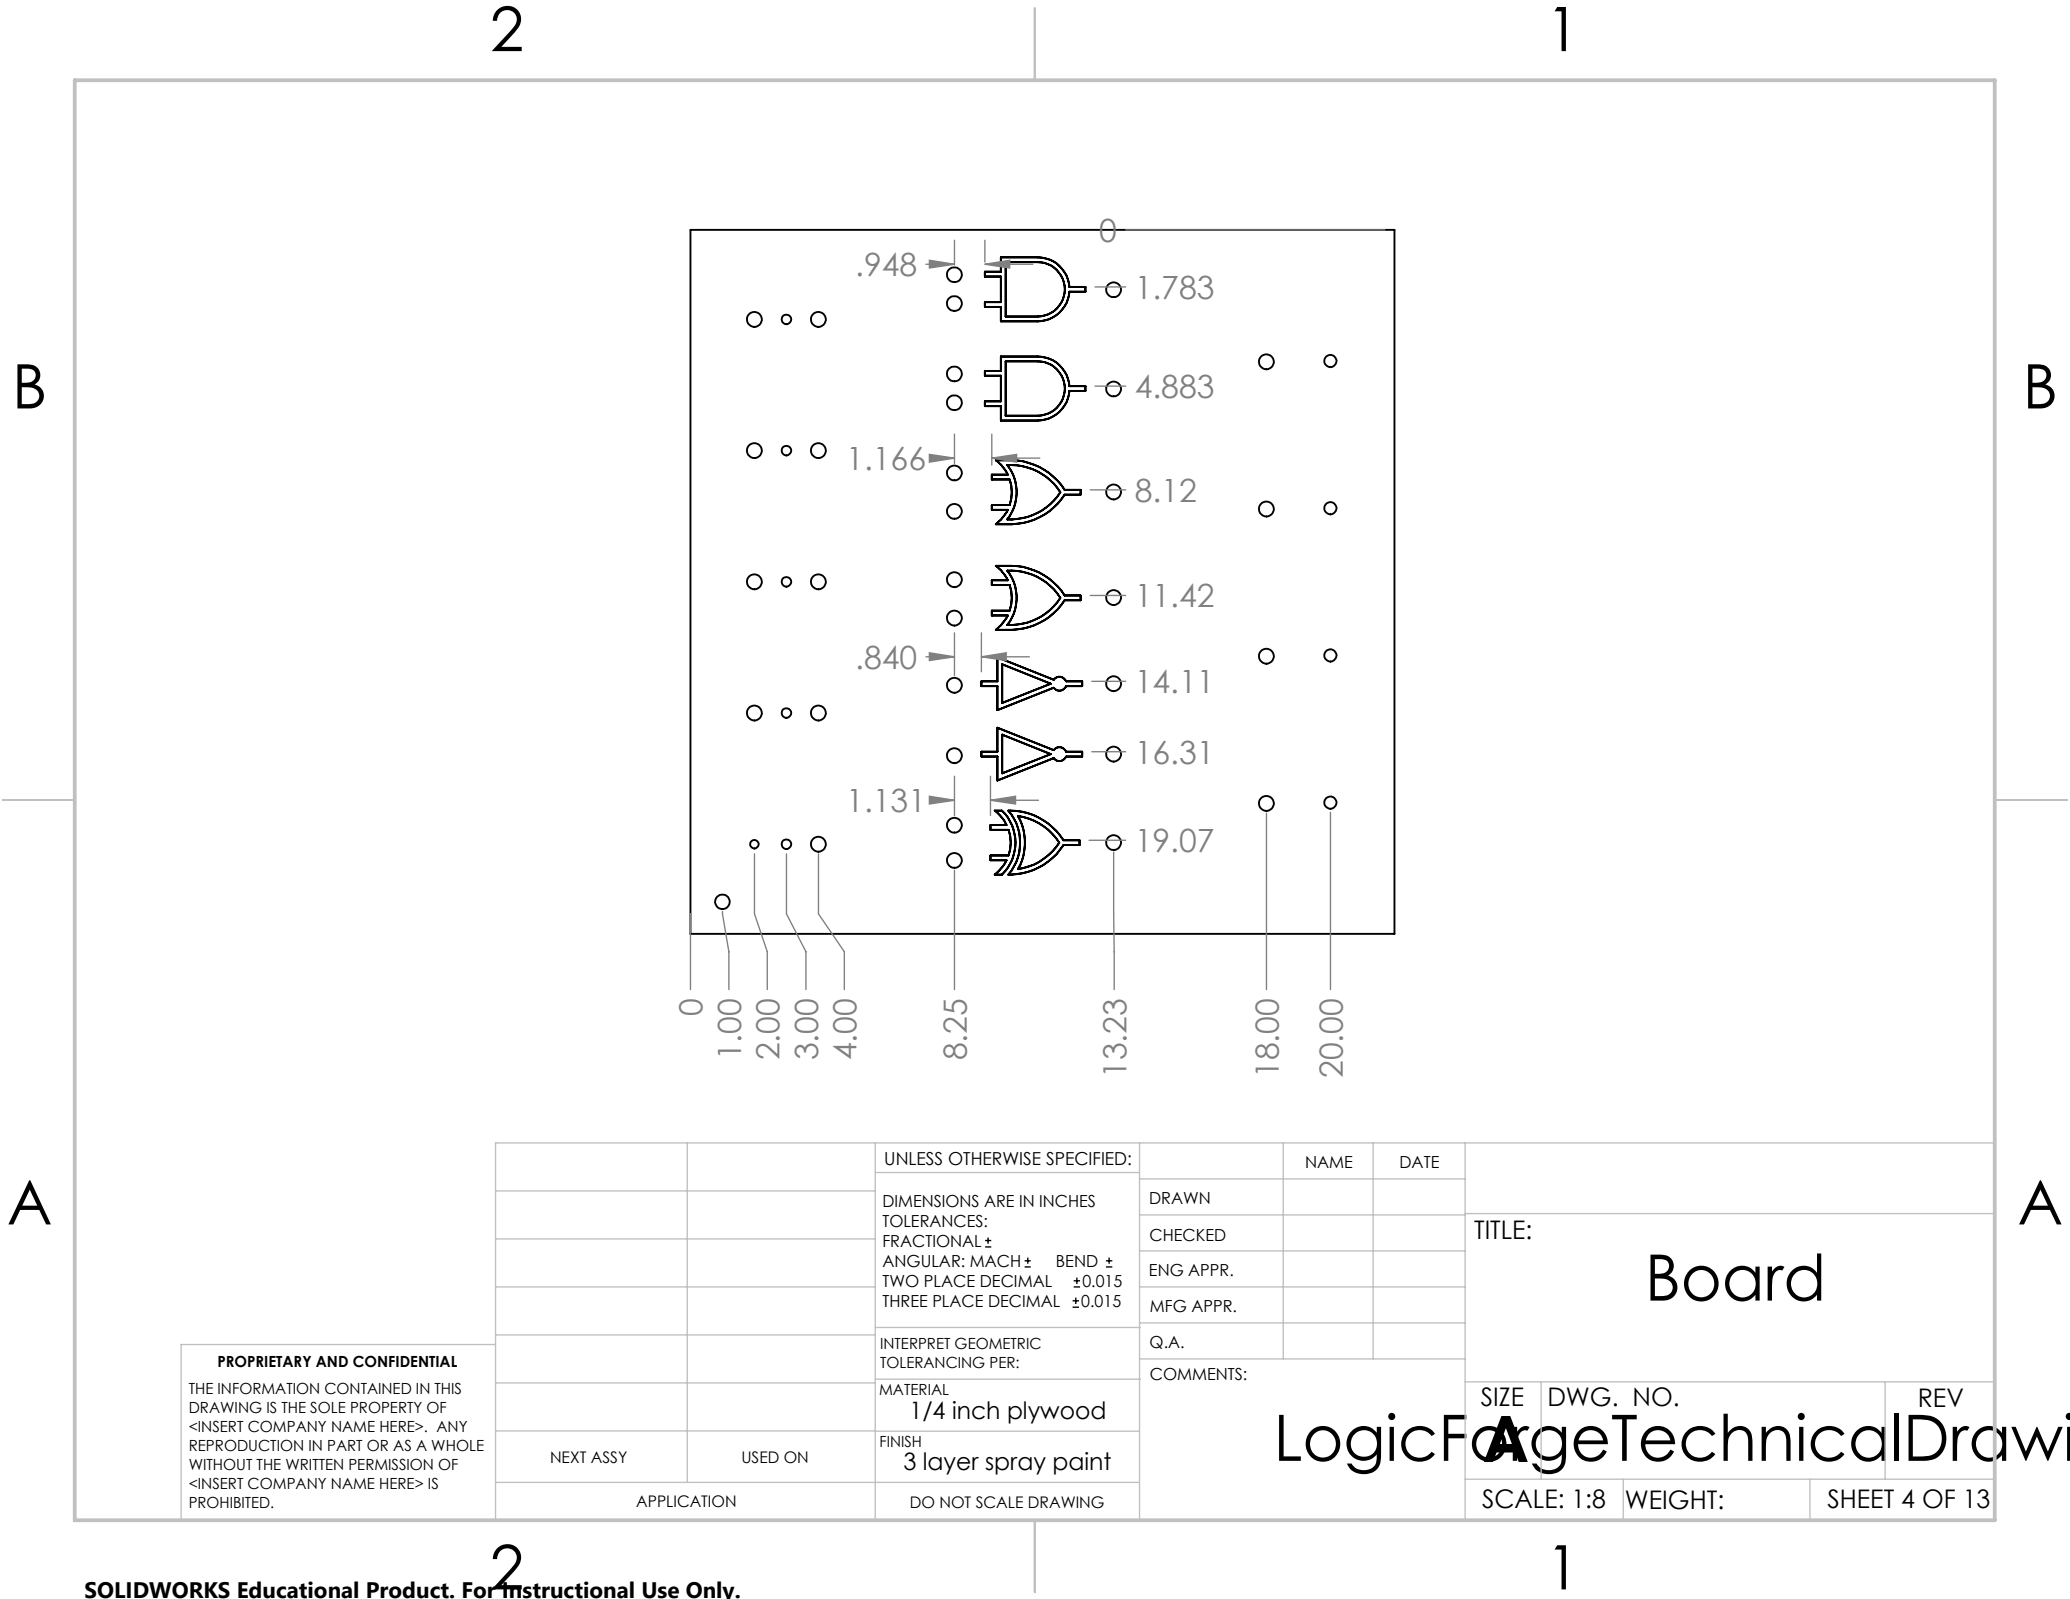 2 1
B B
0
.948 1.783
4.883
1.166 8.12
11.42
.840 14.11
16.31
1.131 19.07
0 1.00 2.00 3.00 4.00 8.25 13.23 18.00 20.00
A A
UNLESS OTHERWISE SPECIFIED:
DIMENSIONS ARE IN INCHES
TOLERANCES:
FRACTIONAL ±
ANGULAR: MACH ± BEND ±
TWO PLACE DECIMAL ±0.015
THREE PLACE DECIMAL ±0.015
INTERPRET GEOMETRIC
TOLERANCING PER:
MATERIAL
1/4 inch plywood
FINISH
3 layer spray paint
DO NOT SCALE DRAWING
NAME DATE
DRAWN
CHECKED
ENG APPR.
MFG APPR.
Q.A.
COMMENTS:
TITLE:
Board
SIZE DWG. NO. REV
A
LogicForgeTechnicalDrawi
SCALE: 1:8 WEIGHT: SHEET 4 OF 13
PROPRIETARY AND CONFIDENTIAL
THE INFORMATION CONTAINED IN THIS
DRAWING IS THE SOLE PROPERTY OF
<INSERT COMPANY NAME HERE>. ANY
REPRODUCTION IN PART OR AS A WHOLE
WITHOUT THE WRITTEN PERMISSION OF
<INSERT COMPANY NAME HERE> IS
PROHIBITED.
NEXT ASSY USED ON
APPLICATION
2 1
SOLIDWORKS Educational Product. For Instructional Use Only.